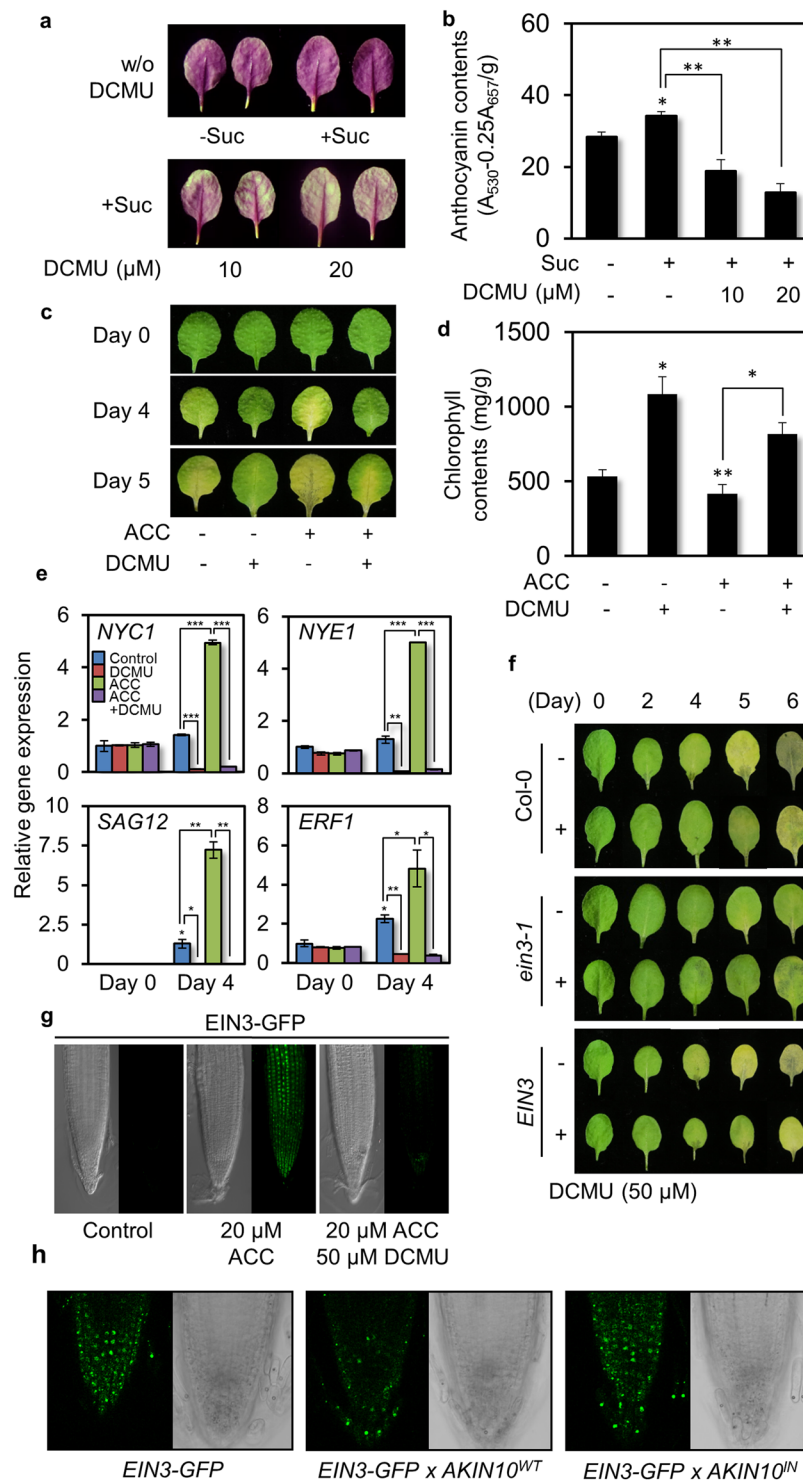 a
w/o
DCMU
-Suc +Suc
+Suc
DCMU (µM) 10 20
b
Anthocyanin contents
(A530-0.25A657/g)
60
40
20
0
**
**
*
Suc - + + +
DCMU (µM) - - 10 20
c
Day 0
Day 4
Day 5
ACC - - + +
DCMU - + - +
d
Chlorophyll
contents (mg/g)
1500
1000
500
0
*
*
**
ACC - - + +
DCMU - + - +
e
Relative gene expression
6
4
2
0
NYC1
Control
DCMU
ACC
ACC
+DCMU
*** ***
***
6
4
2
0
NYE1
*** ***
**
7.5
5
2.5
0
10
SAG12
** **
*
*
Day 0 Day 4
8
6
4
2
0
ERF1
* *
**
*
Day 0 Day 4
f
(Day) 0 2 4 5 6
Col-0
-
+
ein3-1
-
+
EIN3
-
+
DCMU (50 µM)
g
EIN3-GFP
Control
20 µM
ACC
20 µM ACC
50 µM DCMU
h
EIN3-GFP
EIN3-GFP x AKIN10WT
EIN3-GFP x AKIN10IN